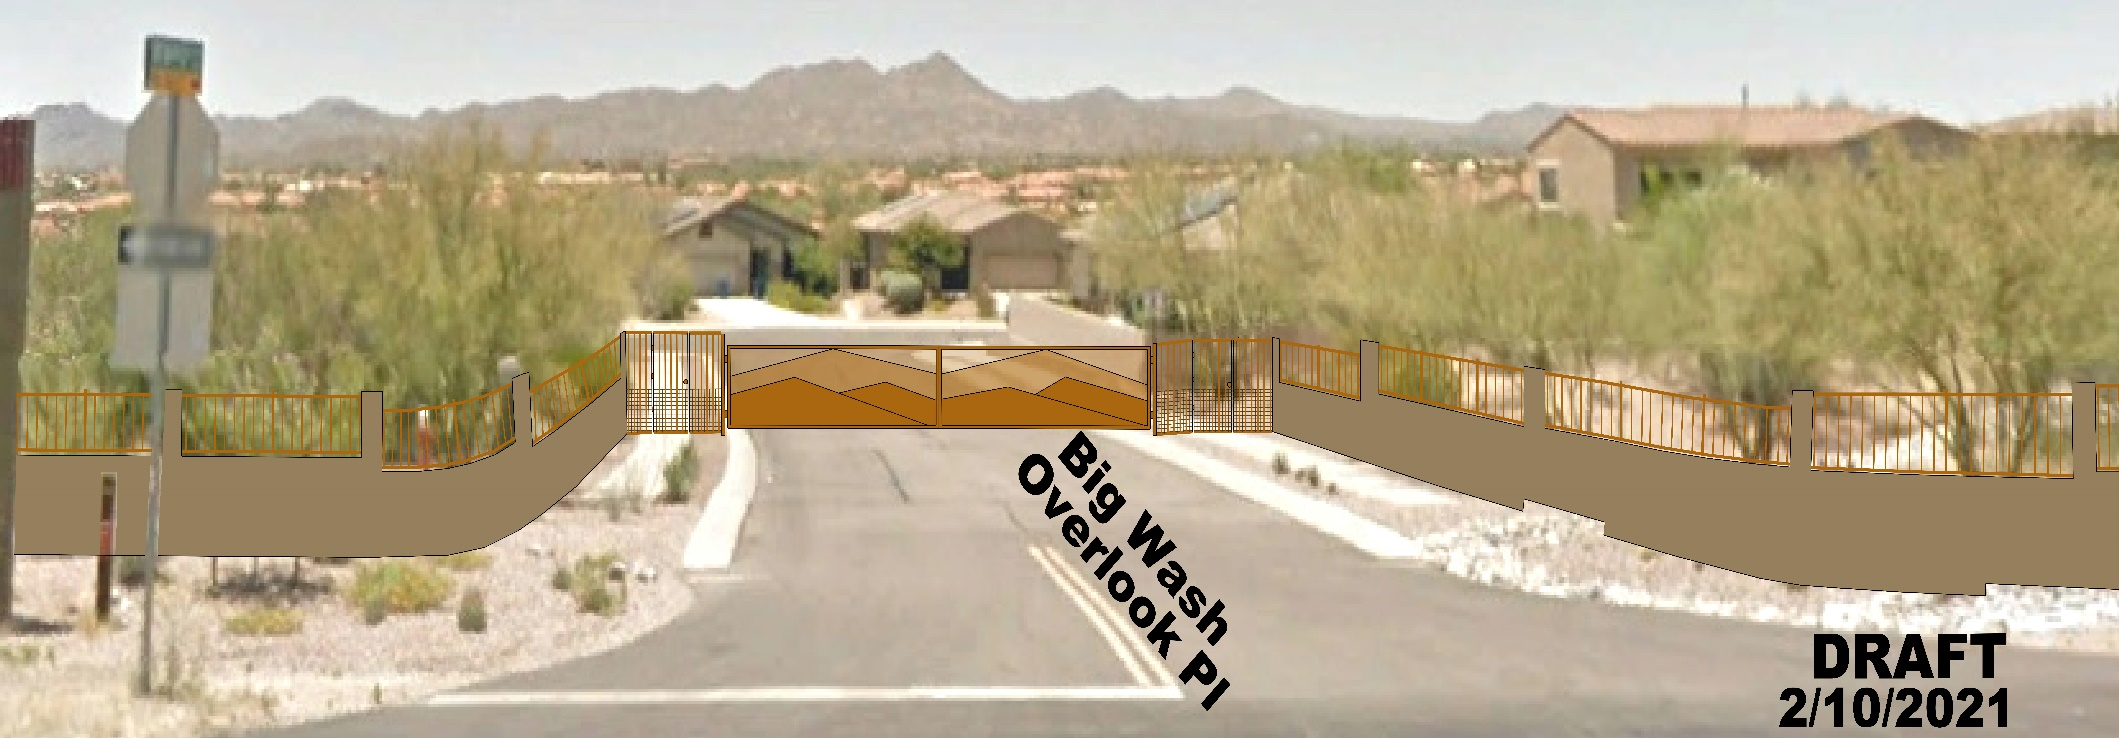 Big Wash
Overlook Pl
DRAFT
2/10/2021